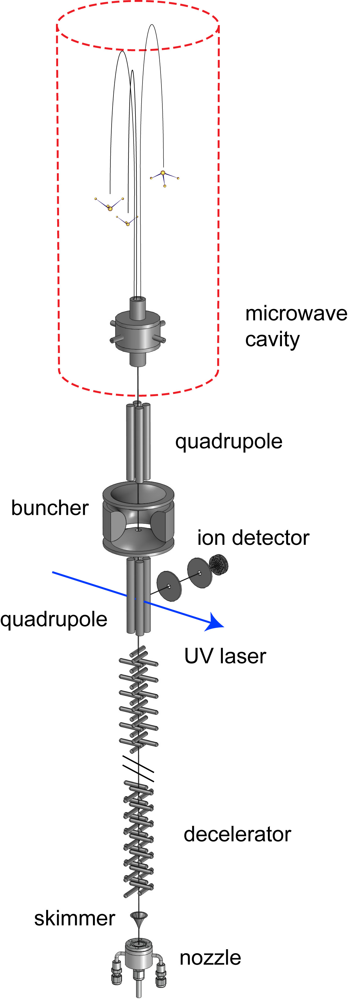 microwave
cavity
quadrupole
buncher
ion detector
quadrupole
UV laser
decelerator
skimmer
nozzle